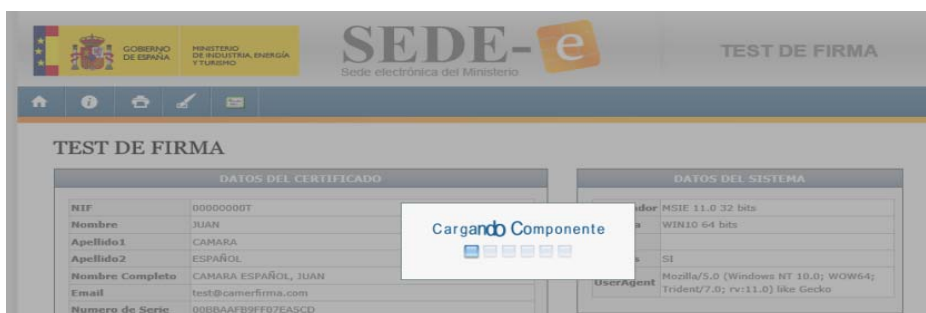 GOBIERNO
DE ESPAÑA
MINISTERIO
DE INDUSTRIA, ENERGÍA
Y TURISMO
SEDE-e
Sede electrónica del Ministerio
TEST DE FIRMA
TEST DE FIRMA
DATOS DEL CERTIFICADO
NIF 00000000T
Nombre JUAN
Apellido1 CAMARA
Apellido2 ESPAÑOL
Nombre Completo CAMARA ESPAÑOL, JUAN
Email test@camerfirma.com
Numero de Serie 00BBAAFB9FF07EA5CD
Cargando Componente
DATOS DEL SISTEMA
MSIE 11.0 32 bits
WIN10 64 bits
SI
UserAgent Mozilla/5.0 (Windows NT 10.0; WOW64;
Trident/7.0; rv:11.0) like Gecko